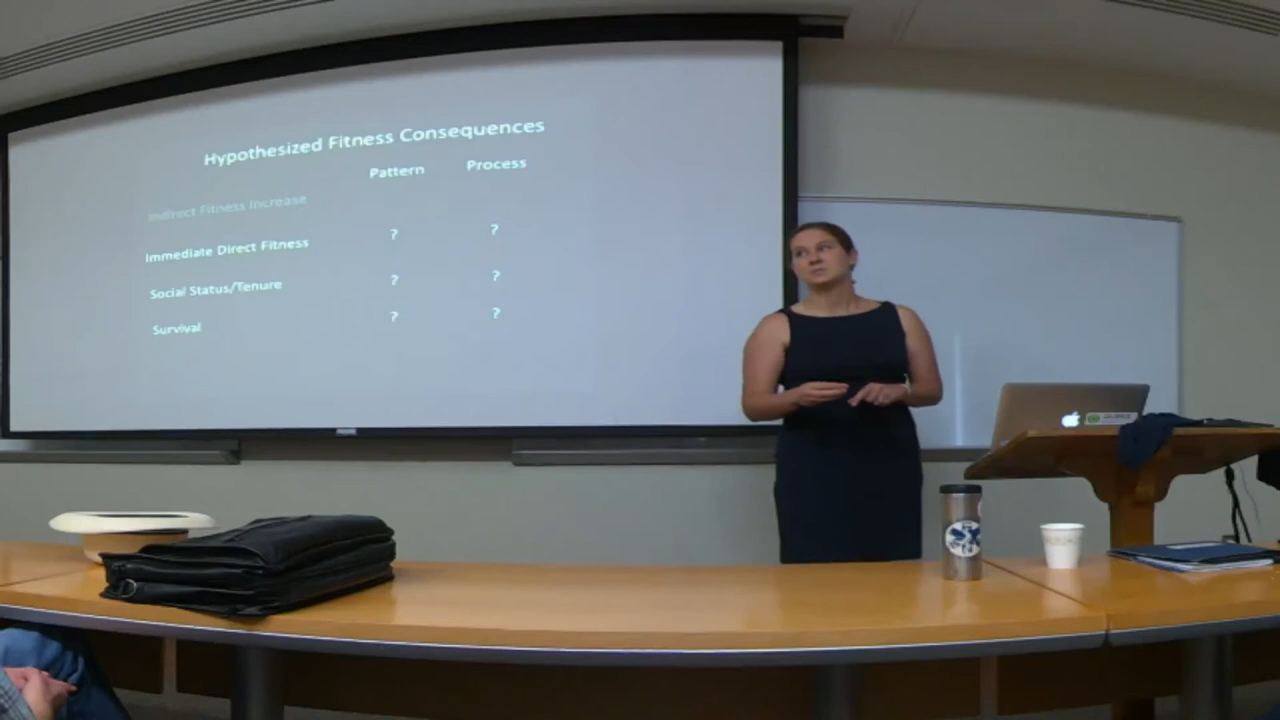 Hypothesized Fitness Consequences
Pattern Process
Indirect Fitness Increase
Immediate Direct Fitness ? ?
Social Status/Tenure ? ?
Survival ? ?